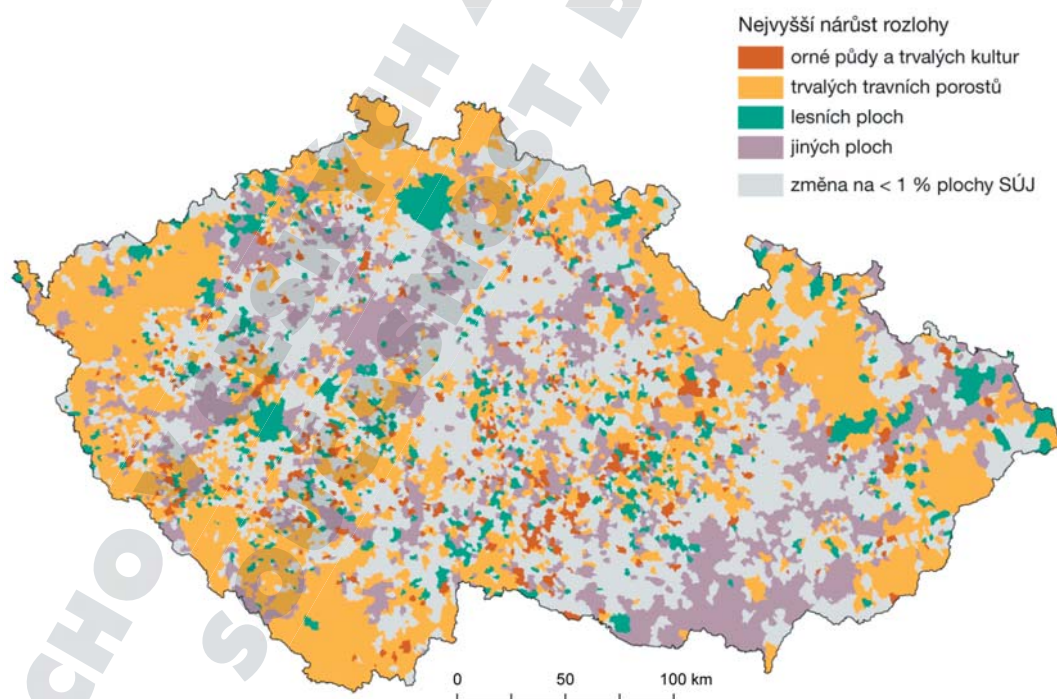 Nejvyšší nárůst rozlohy
orné půdy a trvalých kultur
trvalých travních porostů
lesních ploch
jiných ploch
změna na < 1 % plochy SÚJ
0 50 100 km